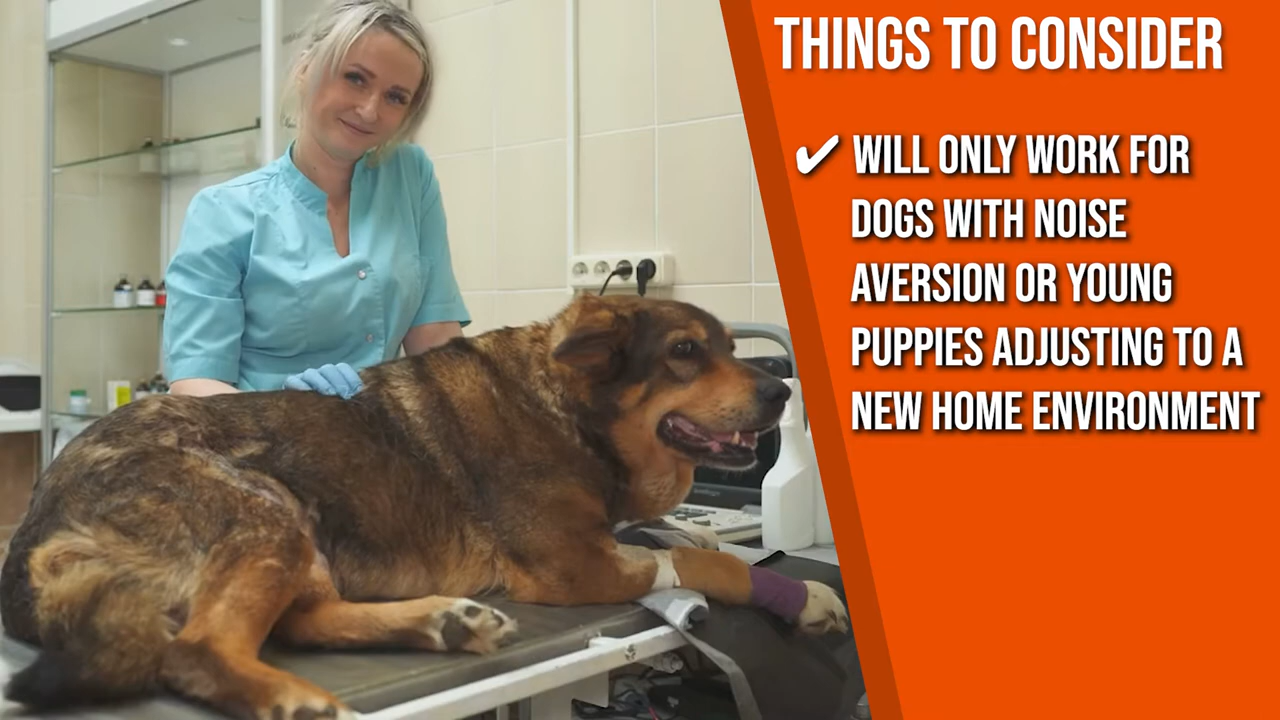 THINGS TO CONSIDER
✔ WILL ONLY WORK FOR
DOGS WITH NOISE
AVERSION OR YOUNG
PUPPIES ADJUSTING TO A
NEW HOME ENVIRONMENT